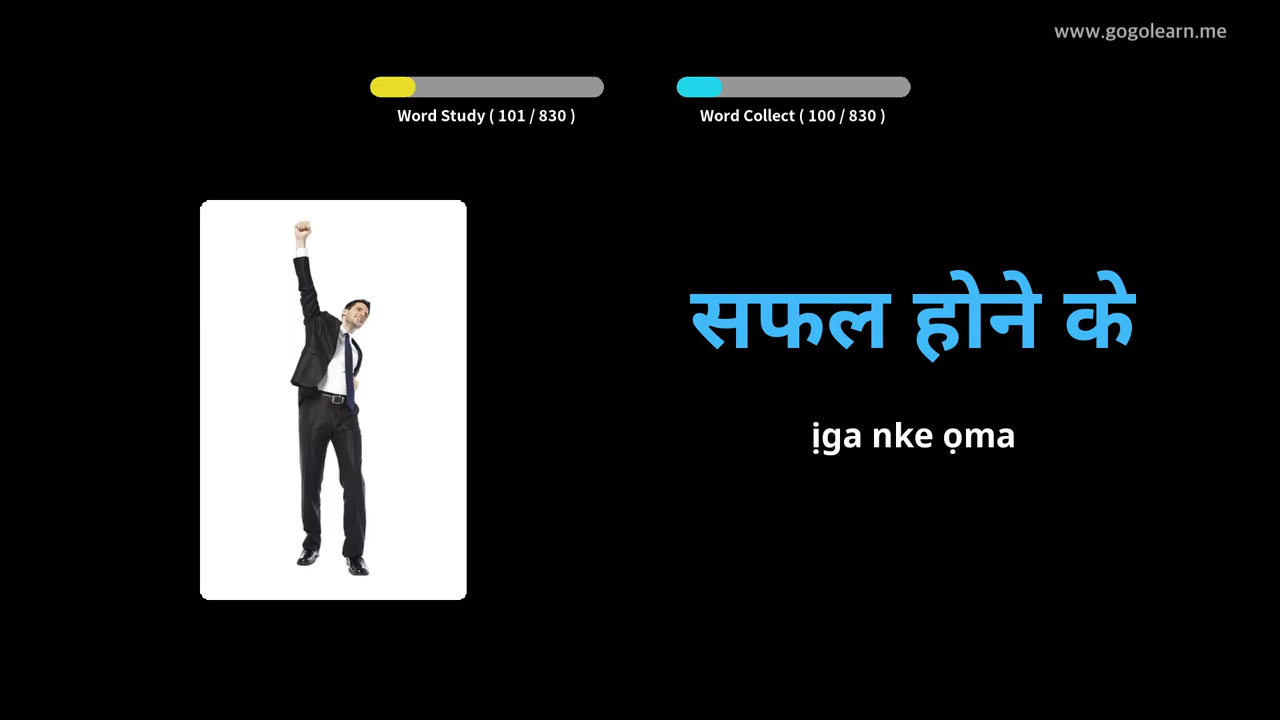 www.gogolearn.me
Word Study ( 101 / 830 )
Word Collect ( 100 / 830 )
सफल होने के
ịga nke ọma